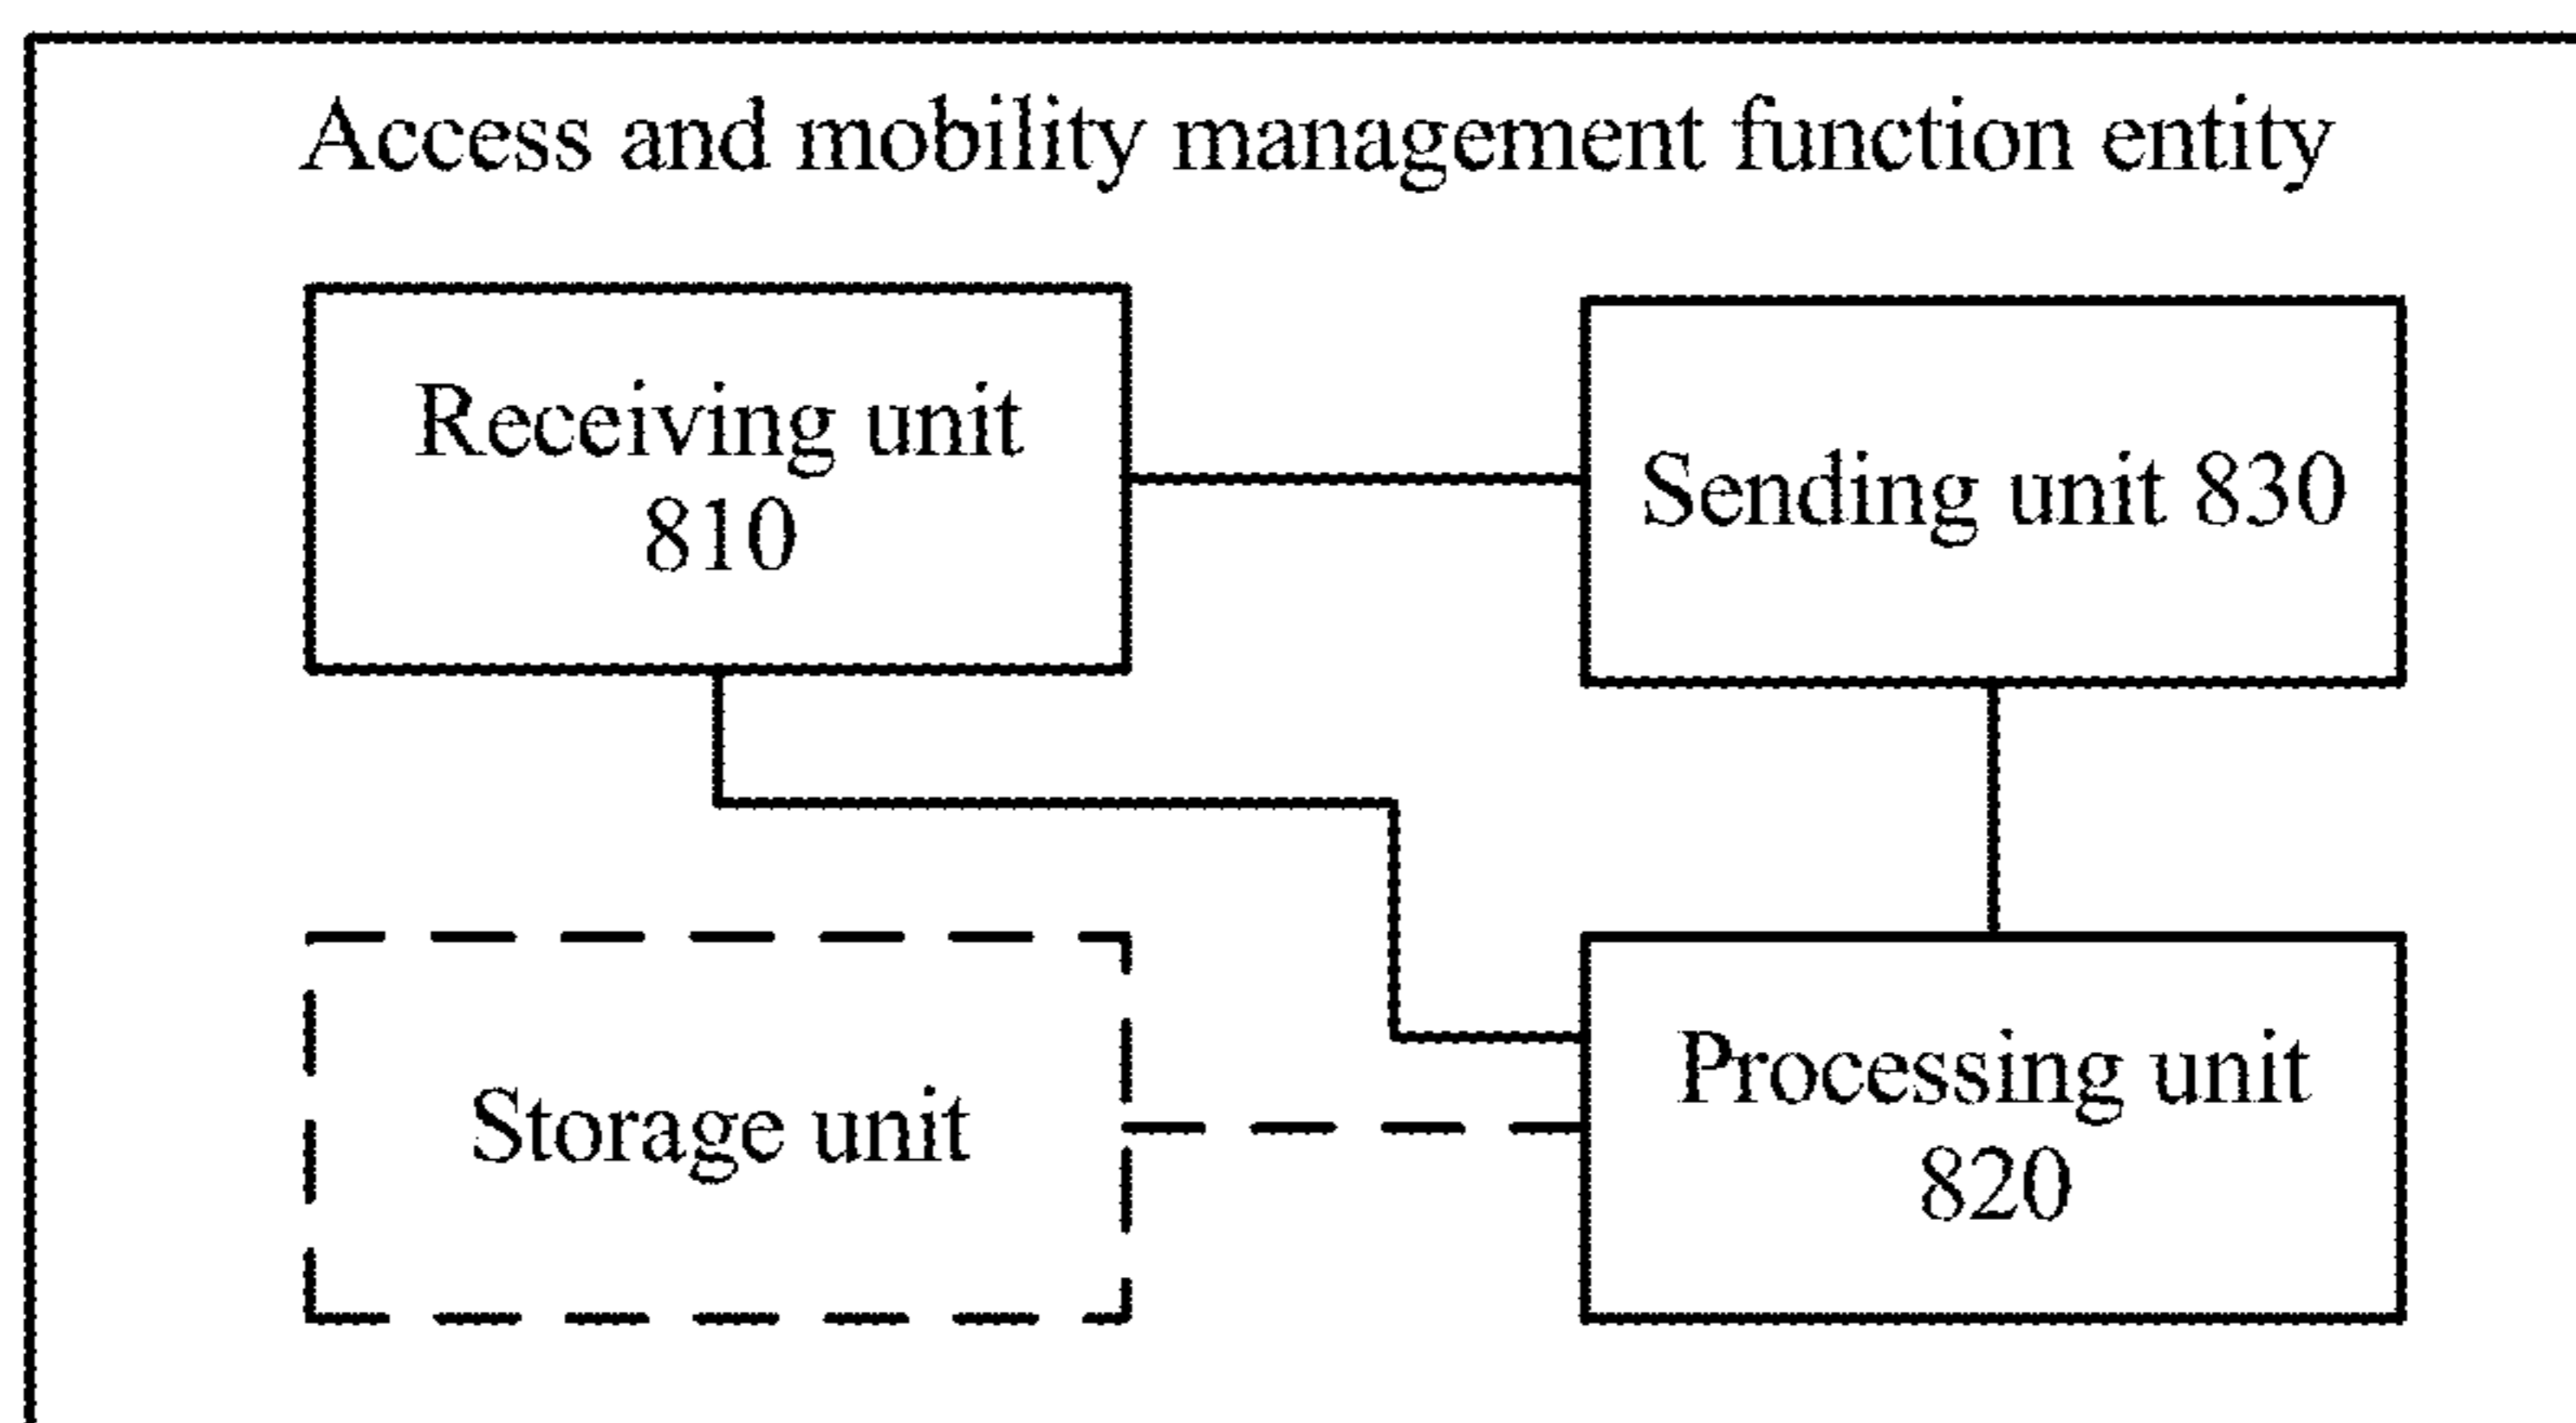 Access and mobility management function entity
Receiving unit
810
Sending unit 830
Storage unit
Processing unit
820